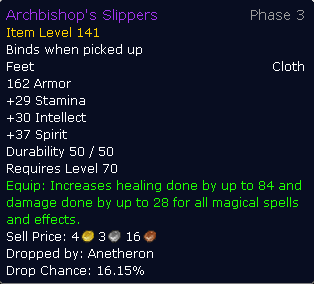 Archbishop's Slippers Phase 3
Item Level 141
Binds when picked up
Feet Cloth
162 Armor
+29 Stamina
+30 Intellect
+37 Spirit
Durability 50 / 50
Requires Level 70
Equip: Increases healing done by up to 84 and
damage done by up to 28 for all magical spells
and effects.
Sell Price: 4 3 16
Dropped by: Anetheron
Drop Chance: 16.15%